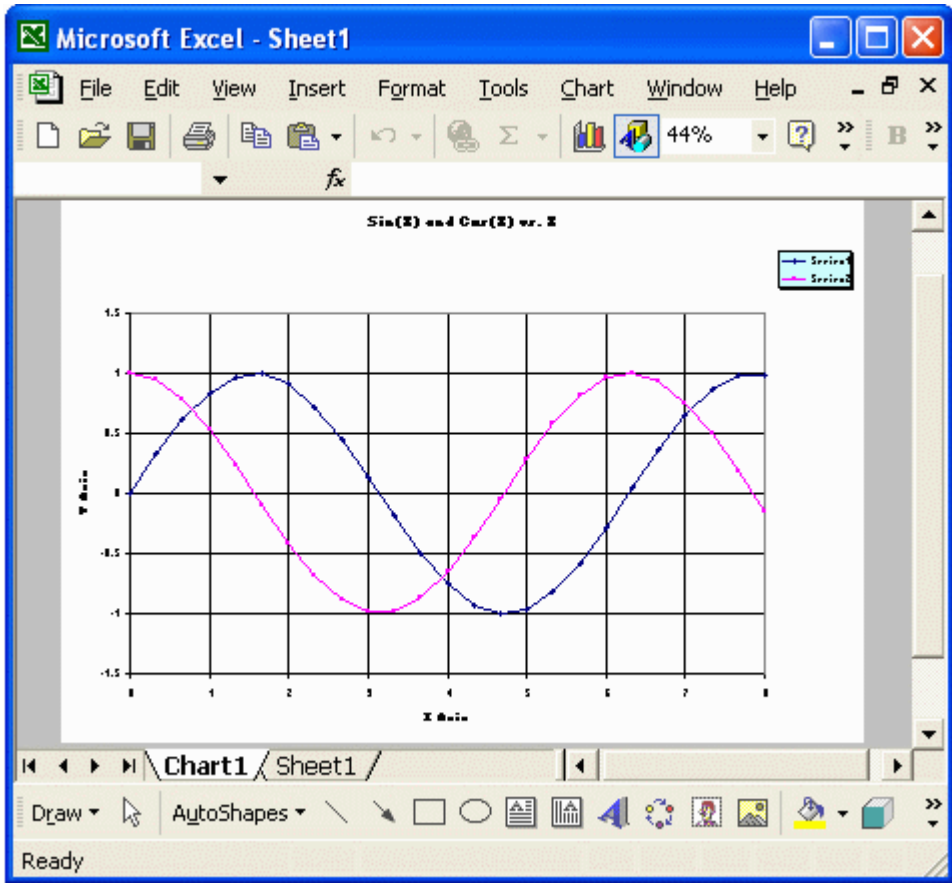 Microsoft Excel - Sheet1
File Edit View Insert Format Tools Chart Window Help
Σ 44% ? B
fx
Sin(X) and Cos(X) vs. X
Series1
Series2
1.5
1
0.5
0
-0.5
-1
-1.5
Y Axis
0 1 2 3 4 5 6 7 8
X Axis
Chart1 Sheet1
Draw AutoShapes
Ready